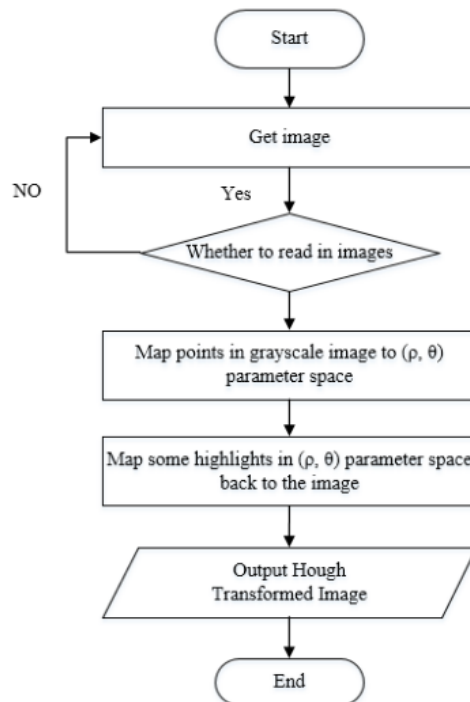 Start
Get image
NO
Yes
Whether to read in images
Map points in grayscale image to (ρ, θ)
parameter space
Map some highlights in (ρ, θ) parameter space
back to the image
Output Hough
Transformed Image
End